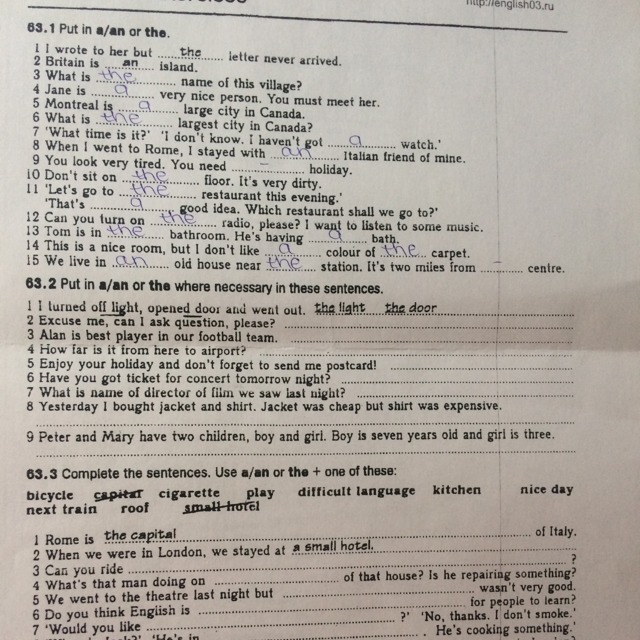 http://english03.ru
63.1 Put in a/an or the.
1 I wrote to her but ...the... letter never arrived.
2 Britain is ...an... island.
3 What is ...the... name of this village?
4 Jane is ...a... very nice person. You must meet her.
5 Montreal is ...a... large city in Canada.
6 What is ...the... largest city in Canada?
7 'What time is it?' 'I don't know. I haven't got ...a... watch.'
8 When I went to Rome, I stayed with ...an... Italian friend of mine.
9 You look very tired. You need ...–... holiday.
10 Don't sit on ...the... floor. It's very dirty.
11 'Let's go to ...the... restaurant this evening.'
'That's ...a... good idea. Which restaurant shall we go to?'
12 Can you turn on ...the... radio, please? I want to listen to some music.
13 Tom is in ...the... bathroom. He's having ...a... bath.
14 This is a nice room, but I don't like ...a... colour of ...the... carpet.
15 We live in ...an... old house near ...the... station. It's two miles from ......... centre.
63.2 Put in a/an or the where necessary in these sentences.
1 I turned off light, opened door and went out. the light the door
2 Excuse me, can I ask question, please?
3 Alan is best player in our football team.
4 How far is it from here to airport?
5 Enjoy your holiday and don't forget to send me postcard!
6 Have you got ticket for concert tomorrow night?
7 What is name of director of film we saw last night?
8 Yesterday I bought jacket and shirt. Jacket was cheap but shirt was expensive.
9 Peter and Mary have two children, boy and girl. Boy is seven years old and girl is three.
63.3 Complete the sentences. Use a/an or the + one of these:
bicycle capital cigarette play difficult language kitchen nice day
next train roof small hotel
1 Rome is the capital of Italy.
2 When we were in London, we stayed at a small hotel.
3 Can you ride ......... ?
4 What's that man doing on ......... of that house? Is he repairing something?
5 We went to the theatre last night but ......... wasn't very good.
6 Do you think English is ......... for people to learn?
7 'Would you like ......... ?' 'No, thanks. I don't smoke.'
'He's in ......... . He's cooking something.'